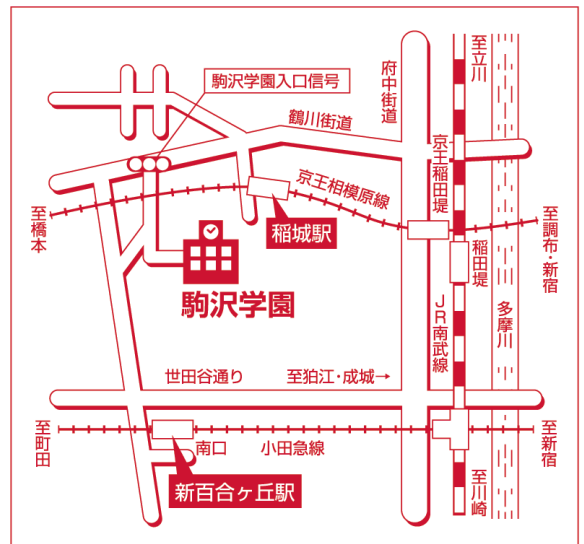 駒沢学園入口信号
鶴川街道
府中街道
至立川
京王稲田堤
京王相模原線
至橋本
稲城駅
至調布・新宿
稲田堤
駒沢学園
JR南武線
多摩川
世田谷通り
至狛江・成城→
至町田
南口
小田急線
至新宿
新百合ヶ丘駅
至川崎